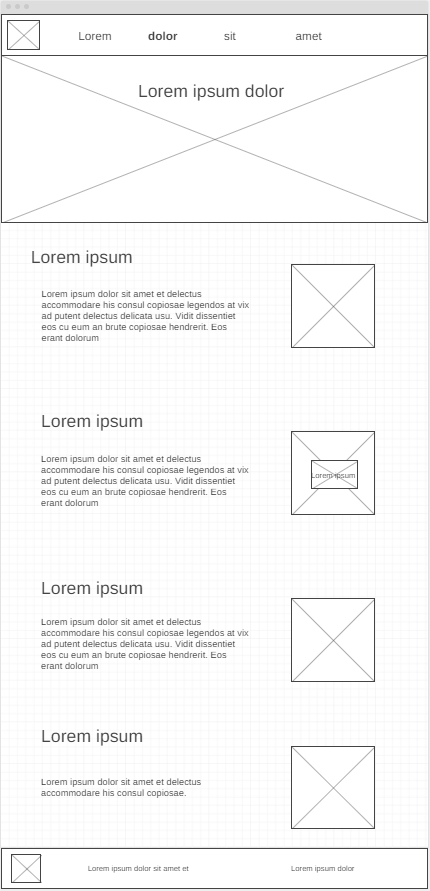 Lorem dolor sit amet
Lorem ipsum dolor
Lorem ipsum
Lorem ipsum dolor sit amet et delectus
accommodare his consul copiosae legendos at vix
ad putent delectus delicata usu. Vidit dissentiet
eos cu eum an brute copiosae hendrerit. Eos
erant dolorum
Lorem ipsum
Lorem ipsum dolor sit amet et delectus
accommodare his consul copiosae legendos at vix
ad putent delectus delicata usu. Vidit dissentiet
eos cu eum an brute copiosae hendrerit. Eos
erant dolorum
Lorem ipsum
Lorem ipsum
Lorem ipsum dolor sit amet et delectus
accommodare his consul copiosae legendos at vix
ad putent delectus delicata usu. Vidit dissentiet
eos cu eum an brute copiosae hendrerit. Eos
erant dolorum
Lorem ipsum
Lorem ipsum dolor sit amet et delectus
accommodare his consul copiosae.
Lorem ipsum dolor sit amet et
Lorem ipsum dolor